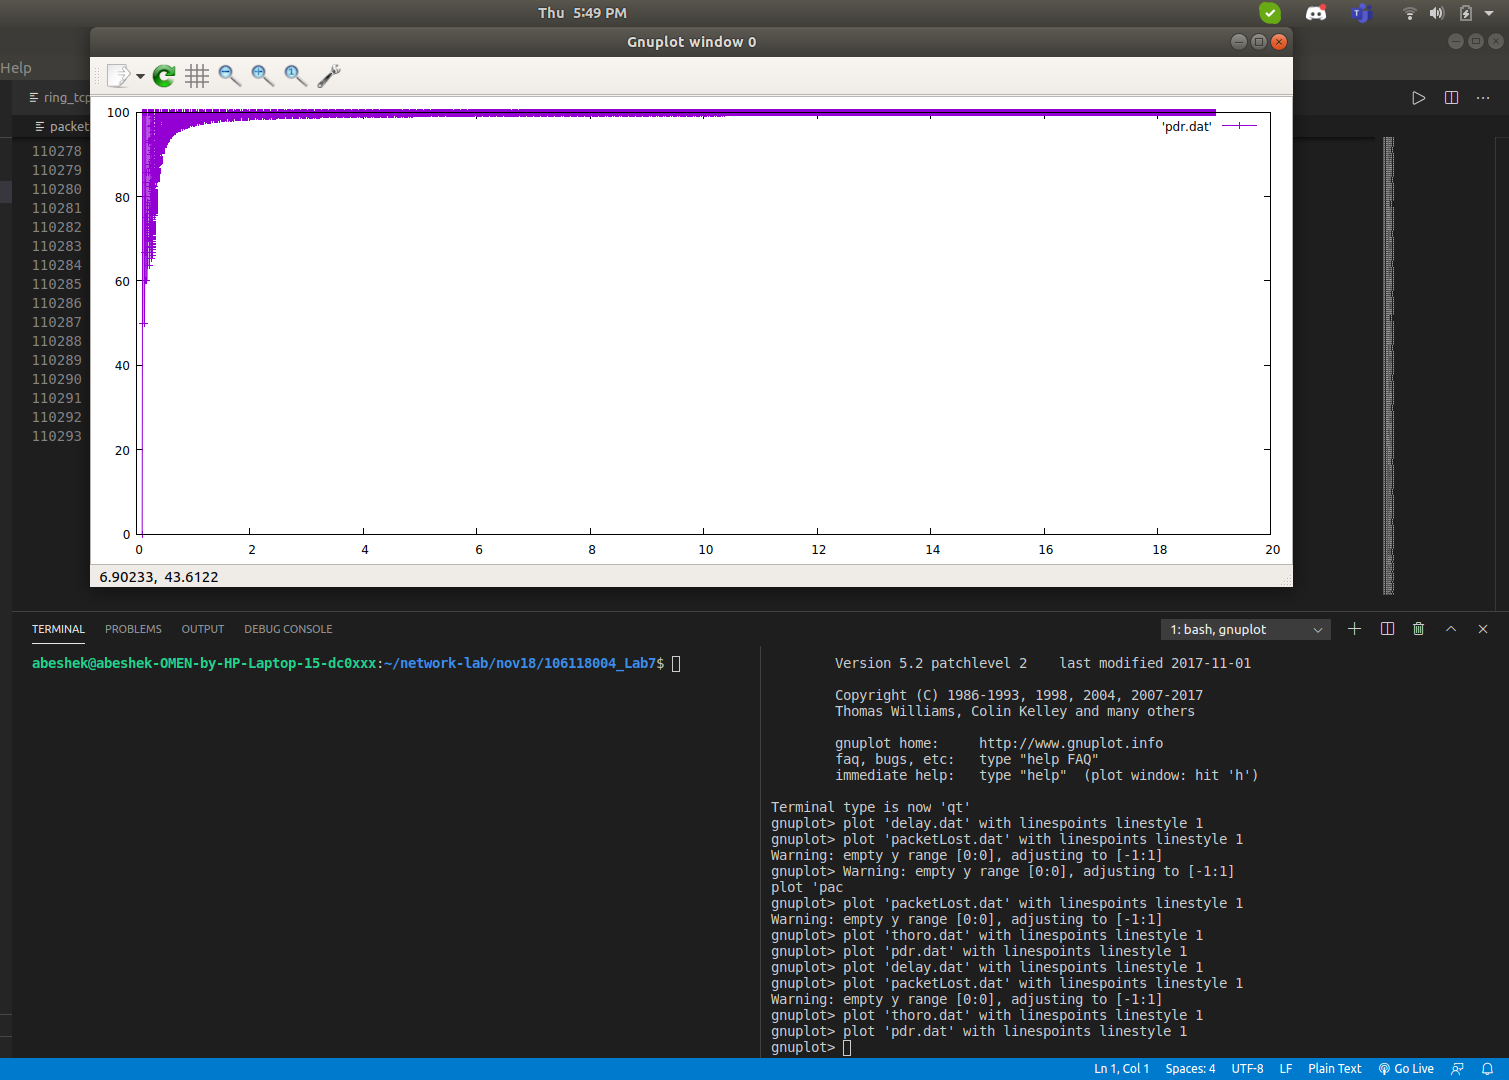 Thu 5:49 PM
Gnuplot window 0
Help
ring_tcp
packet
110278
110279
110280
110281
110282
110283
110284
110285
110286
110287
110288
110289
110290
110291
110292
110293
100
80
60
40
20
0
'pdr.dat'
0 2 4 6 8 10 12 14 16 18 20
6.90233, 43.6122
TERMINAL PROBLEMS OUTPUT DEBUG CONSOLE
1: bash, gnuplot
abeshek@abeshek-OMEN-by-HP-Laptop-15-dc0xxx:~/network-lab/nov18/106118004_Lab7$
Version 5.2 patchlevel 2    last modified 2017-11-01
Copyright (C) 1986-1993, 1998, 2004, 2007-2017
Thomas Williams, Colin Kelley and many others
gnuplot home:     http://www.gnuplot.info
faq, bugs, etc:   type "help FAQ"
immediate help:   type "help"  (plot window: hit 'h')
Terminal type is now 'qt'
gnuplot> plot 'delay.dat' with linespoints linestyle 1
gnuplot> plot 'packetLost.dat' with linespoints linestyle 1
Warning: empty y range [0:0], adjusting to [-1:1]
gnuplot> Warning: empty y range [0:0], adjusting to [-1:1]
plot 'pac
gnuplot> plot 'packetLost.dat' with linespoints linestyle 1
Warning: empty y range [0:0], adjusting to [-1:1]
gnuplot> plot 'thoro.dat' with linespoints linestyle 1
gnuplot> plot 'pdr.dat' with linespoints linestyle 1
gnuplot> plot 'delay.dat' with linespoints linestyle 1
gnuplot> plot 'packetLost.dat' with linespoints linestyle 1
Warning: empty y range [0:0], adjusting to [-1:1]
gnuplot> plot 'thoro.dat' with linespoints linestyle 1
gnuplot> plot 'pdr.dat' with linespoints linestyle 1
gnuplot>
Ln 1, Col 1 Spaces: 4 UTF-8 LF Plain Text Go Live